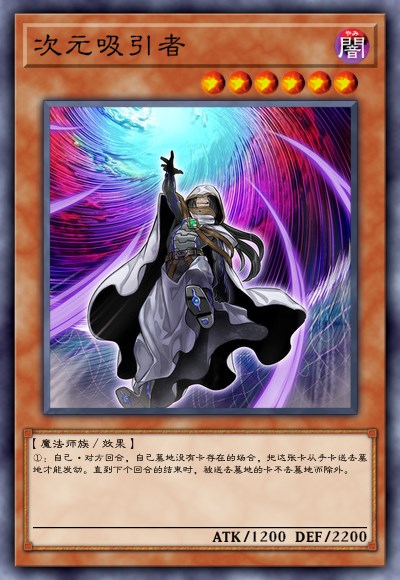 次元吸引者
やみ
闇
【魔法师族／效果】
①：自己·对方回合，自己墓地没有卡存在的场合，把这张卡从手卡送去墓
地才能发动。直到下个回合的结束时，被送去墓地的卡不去墓地而除外。
ATK/1200 DEF/2200